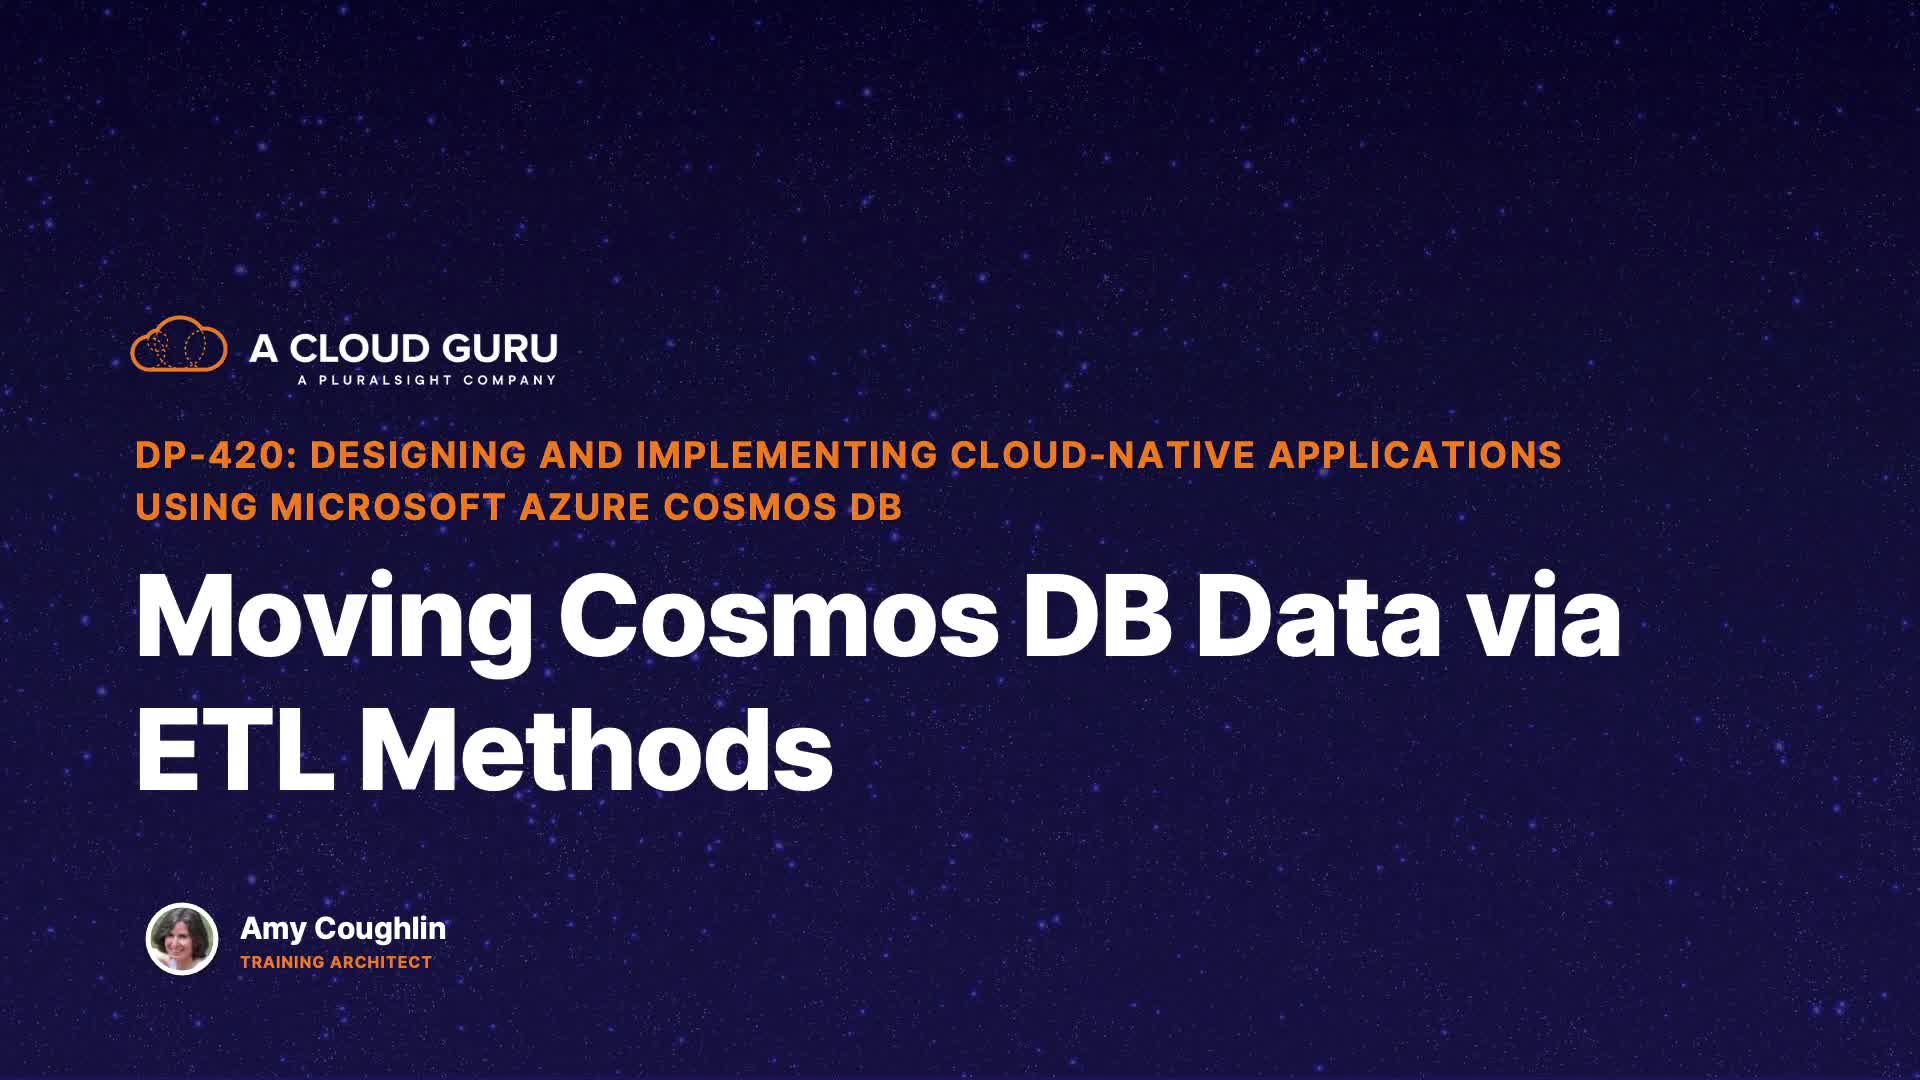 A CLOUD GURU
A PLURALSIGHT COMPANY
DP-420: DESIGNING AND IMPLEMENTING CLOUD-NATIVE APPLICATIONS
USING MICROSOFT AZURE COSMOS DB
Moving Cosmos DB Data via
ETL Methods
Amy Coughlin
TRAINING ARCHITECT